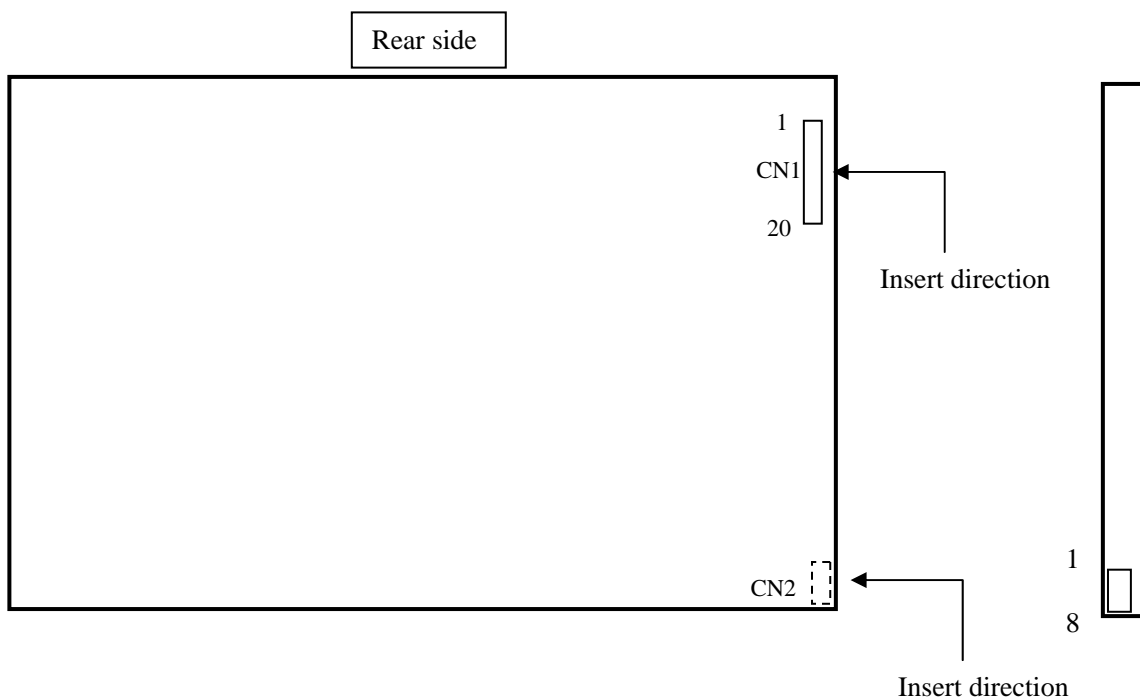 Rear side
1
CN1
20
Insert direction
CN2
1
8
Insert direction